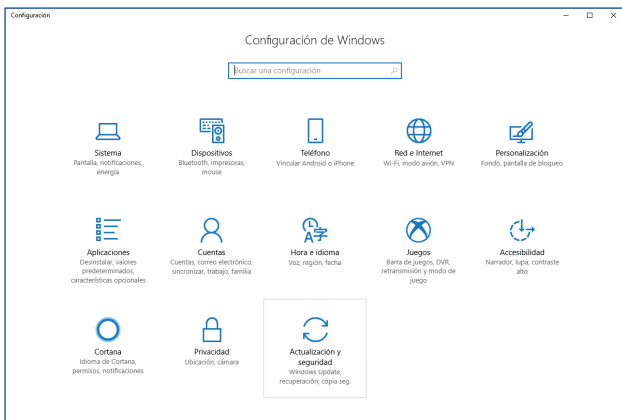 Configuración
Configuración de Windows
Buscar una configuración
Sistema
Pantalla, notificaciones,
energía
Dispositivos
Bluetooth, impresoras,
mouse
Teléfono
Vincular Android o iPhone
Red e Internet
Wi-Fi, modo avión, VPN
Personalización
Fondo, pantalla de bloqueo
Aplicaciones
Desinstalar, valores
predeterminados,
características opcionales
Cuentas
Cuentas, correo electrónico,
sincronizar, trabajo, familia
Hora e idioma
Voz, región, fecha
Juegos
Barra de juegos, DVR,
retransmisión y modo de
juego
Accesibilidad
Narrador, lupa, contraste
alto
Cortana
Idioma de Cortana,
permisos, notificaciones
Privacidad
Ubicación, cámara
Actualización y
seguridad
Windows Update,
recuperación, copia seg.